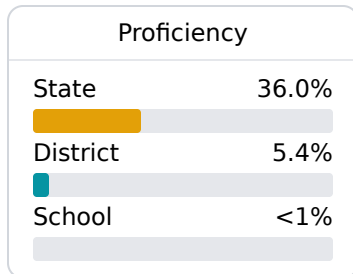 Proficiency
State 36.0%
District 5.4%
School <1%